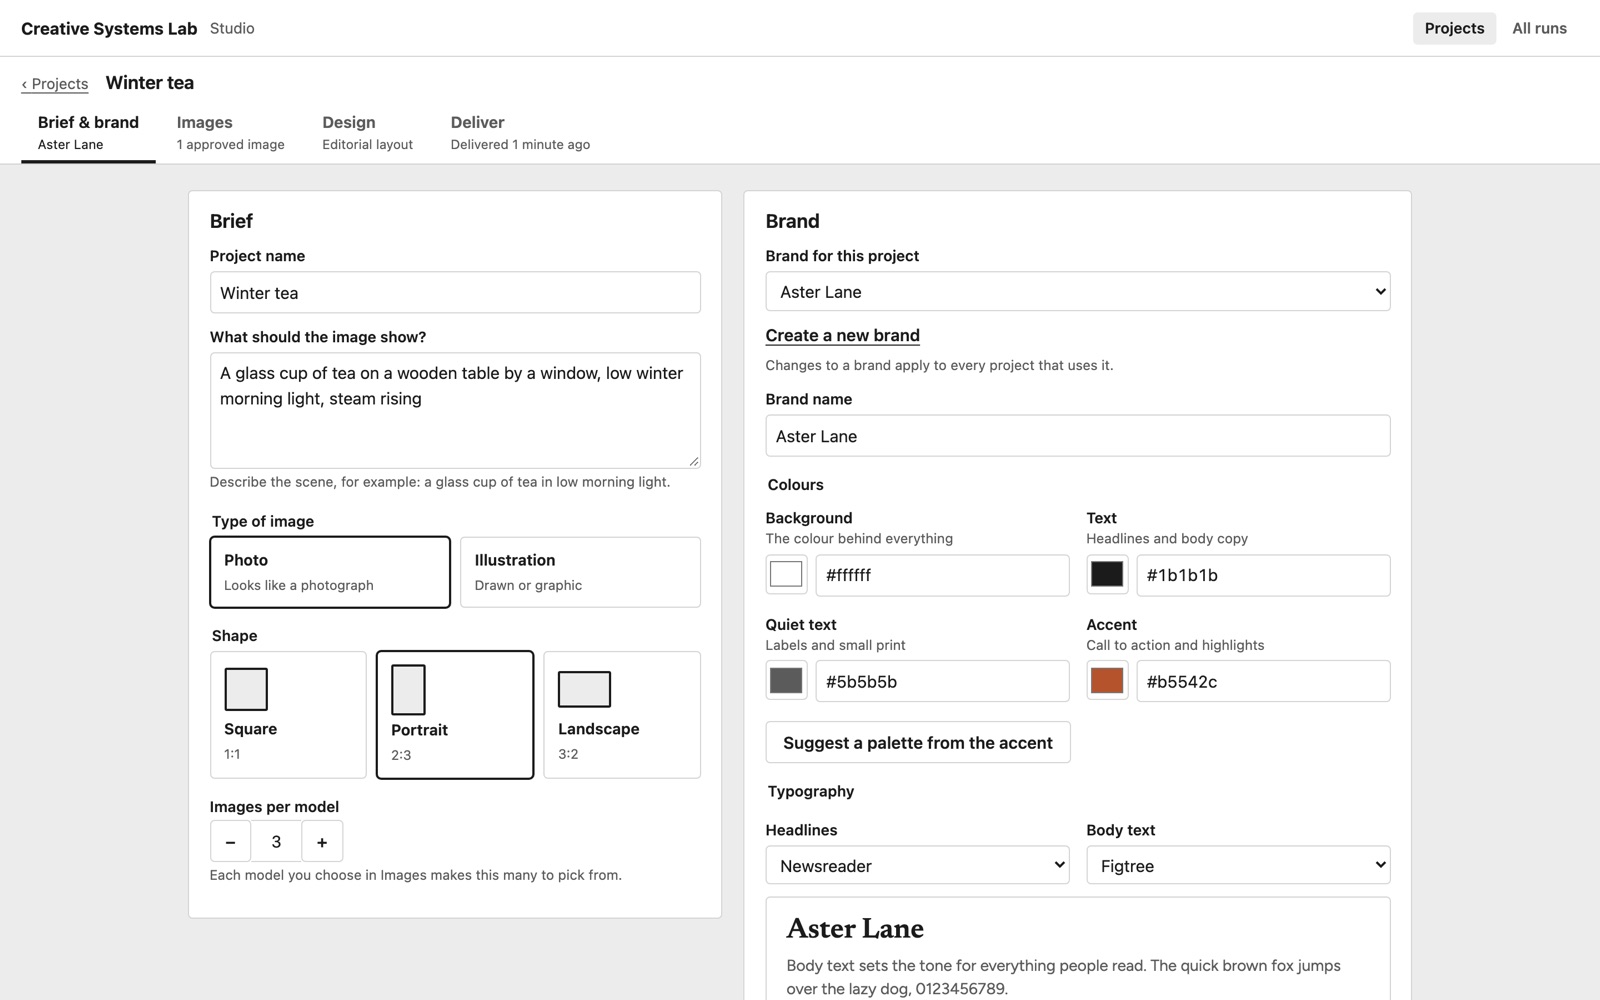 Creative Systems Lab Studio
Projects
All runs
‹ Projects
Winter tea
Brief & brand
Aster Lane
Images
1 approved image
Design
Editorial layout
Deliver
Delivered 1 minute ago
Brief
Project name
Winter tea
What should the image show?
A glass cup of tea on a wooden table by a window, low winter
morning light, steam rising
Describe the scene, for example: a glass cup of tea in low morning light.
Type of image
Photo
Looks like a photograph
Illustration
Drawn or graphic
Shape
Square
1:1
Portrait
2:3
Landscape
3:2
Images per model
− 3 +
Each model you choose in Images makes this many to pick from.
Brand
Brand for this project
Aster Lane
Create a new brand
Changes to a brand apply to every project that uses it.
Brand name
Aster Lane
Colours
Background
The colour behind everything
#ffffff
Text
Headlines and body copy
#1b1b1b
Quiet text
Labels and small print
#5b5b5b
Accent
Call to action and highlights
#b5542c
Suggest a palette from the accent
Typography
Headlines
Newsreader
Body text
Figtree
Aster Lane
Body text sets the tone for everything people read. The quick brown fox jumps
over the lazy dog, 0123456789.